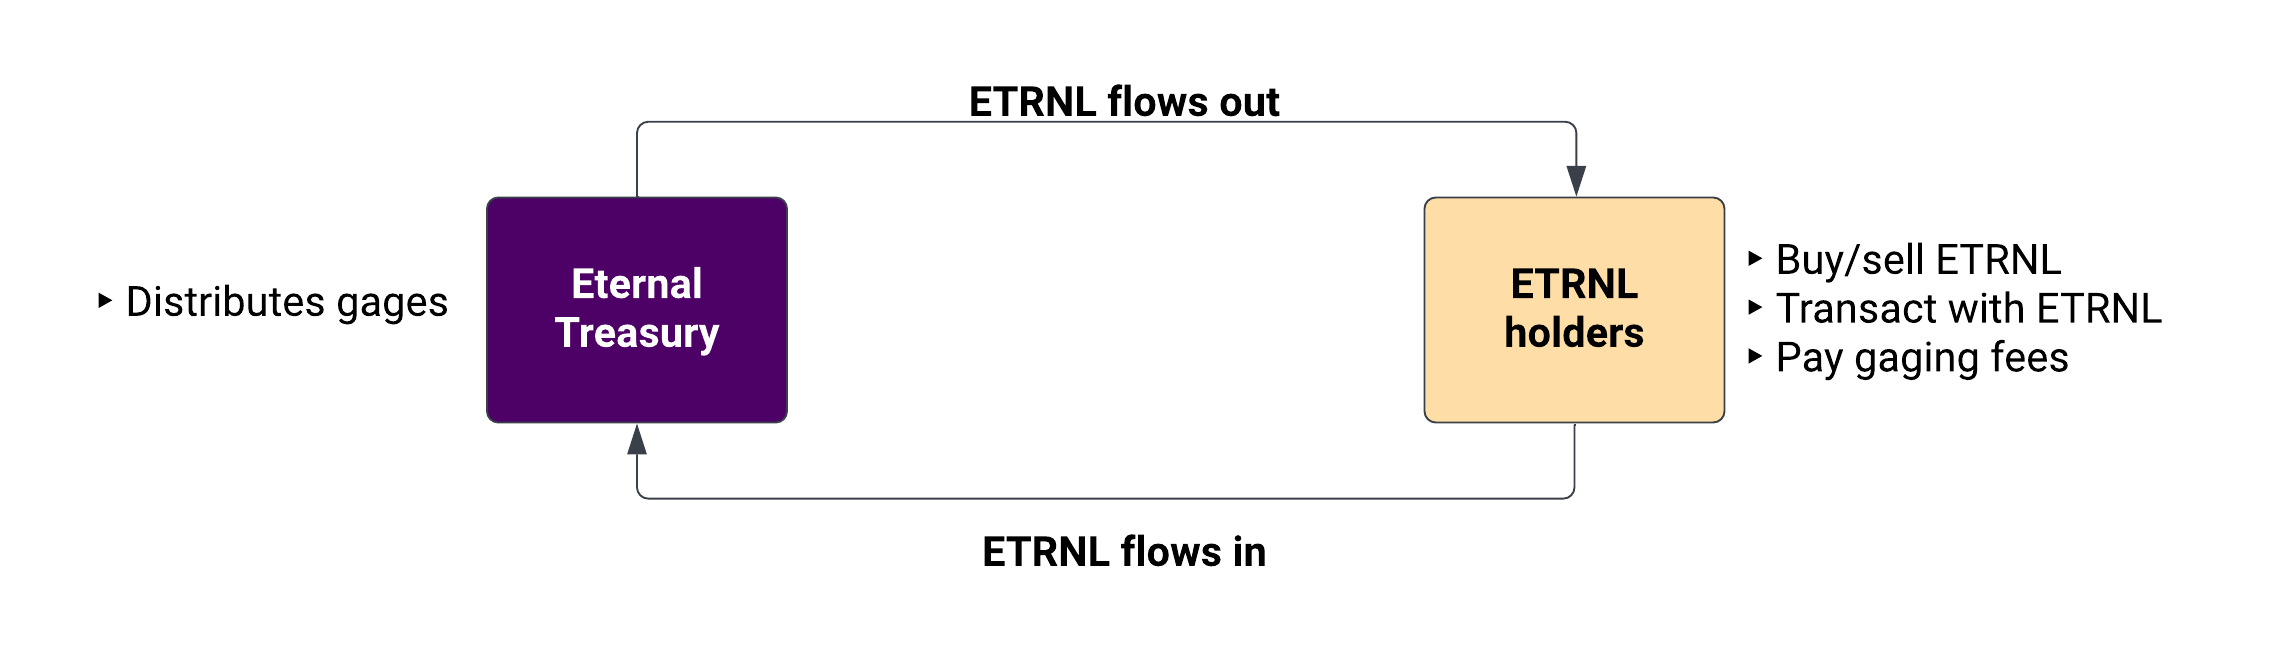 ETRNL flows out
Distributes gages
Eternal
Treasury
ETRNL
holders
Buy/sell ETRNL
Transact with ETRNL
Pay gaging fees
ETRNL flows in